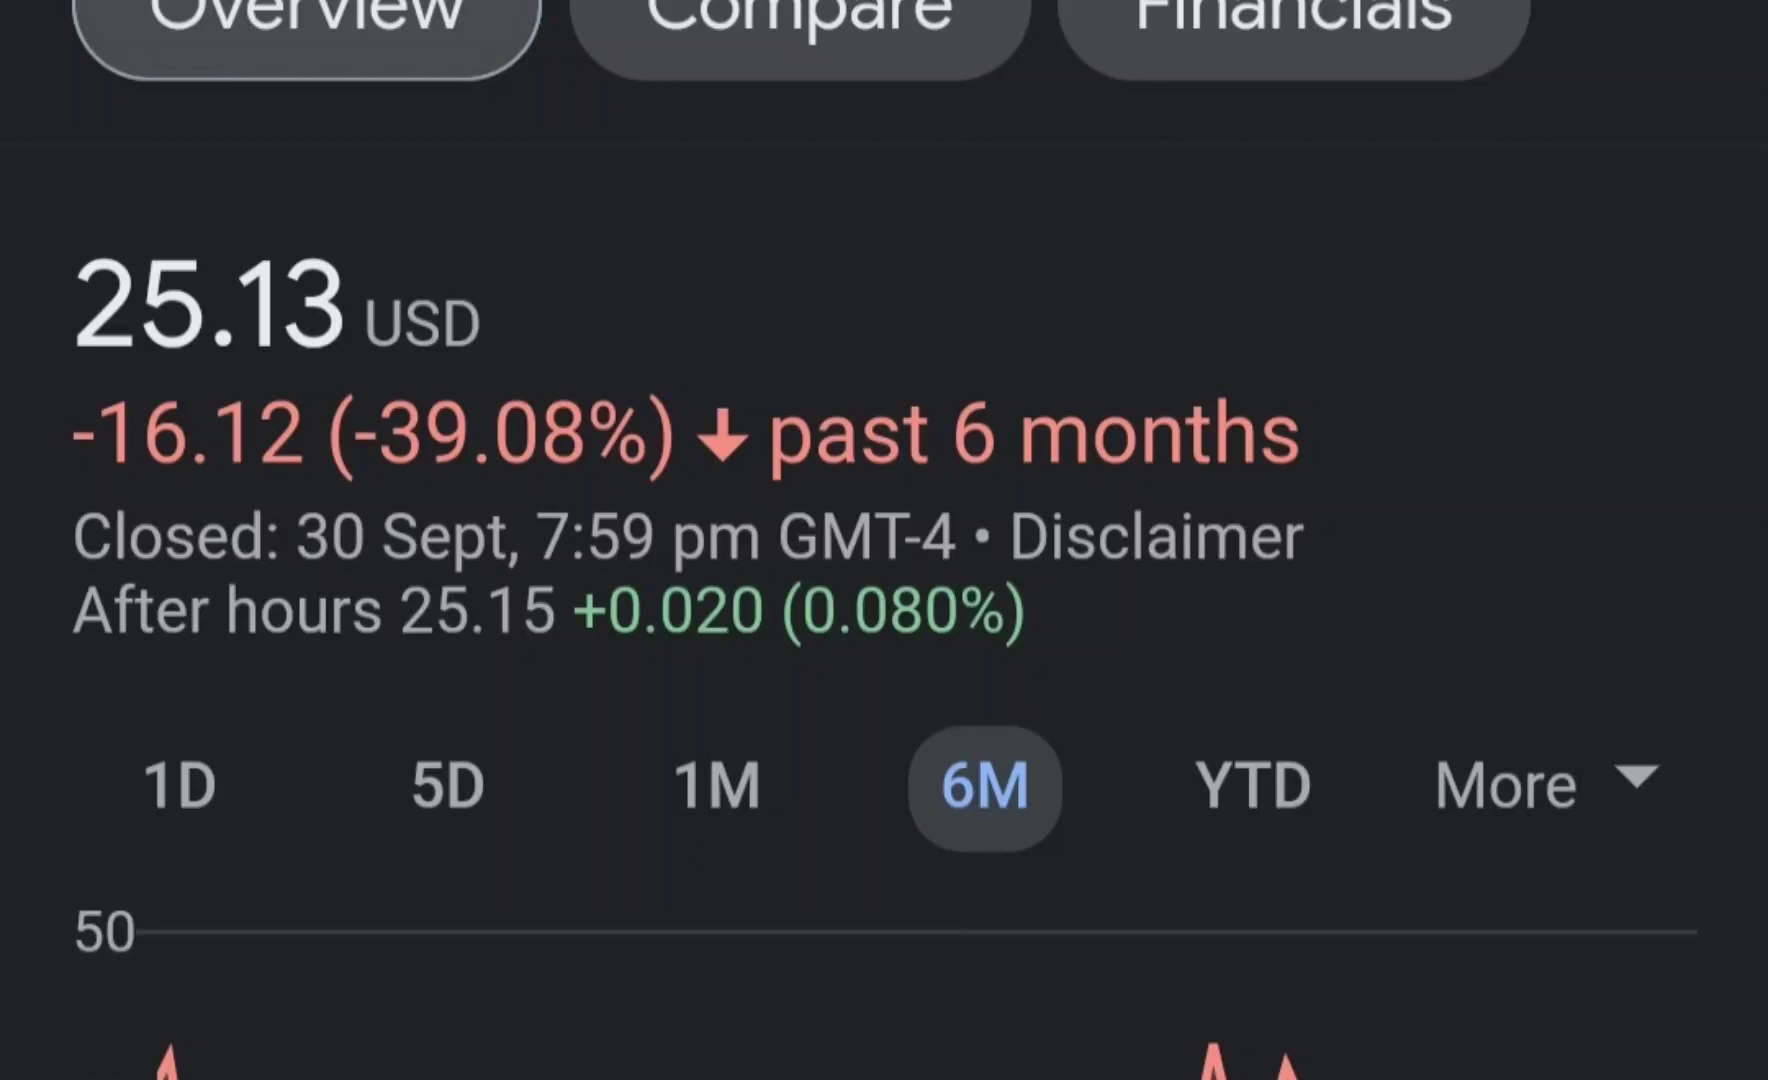 Overview Compare Financials
25.13 USD
-16.12 (-39.08%) ↓ past 6 months
Closed: 30 Sept, 7:59 pm GMT-4 • Disclaimer
After hours 25.15 +0.020 (0.080%)
1D 5D 1M 6M YTD More
50